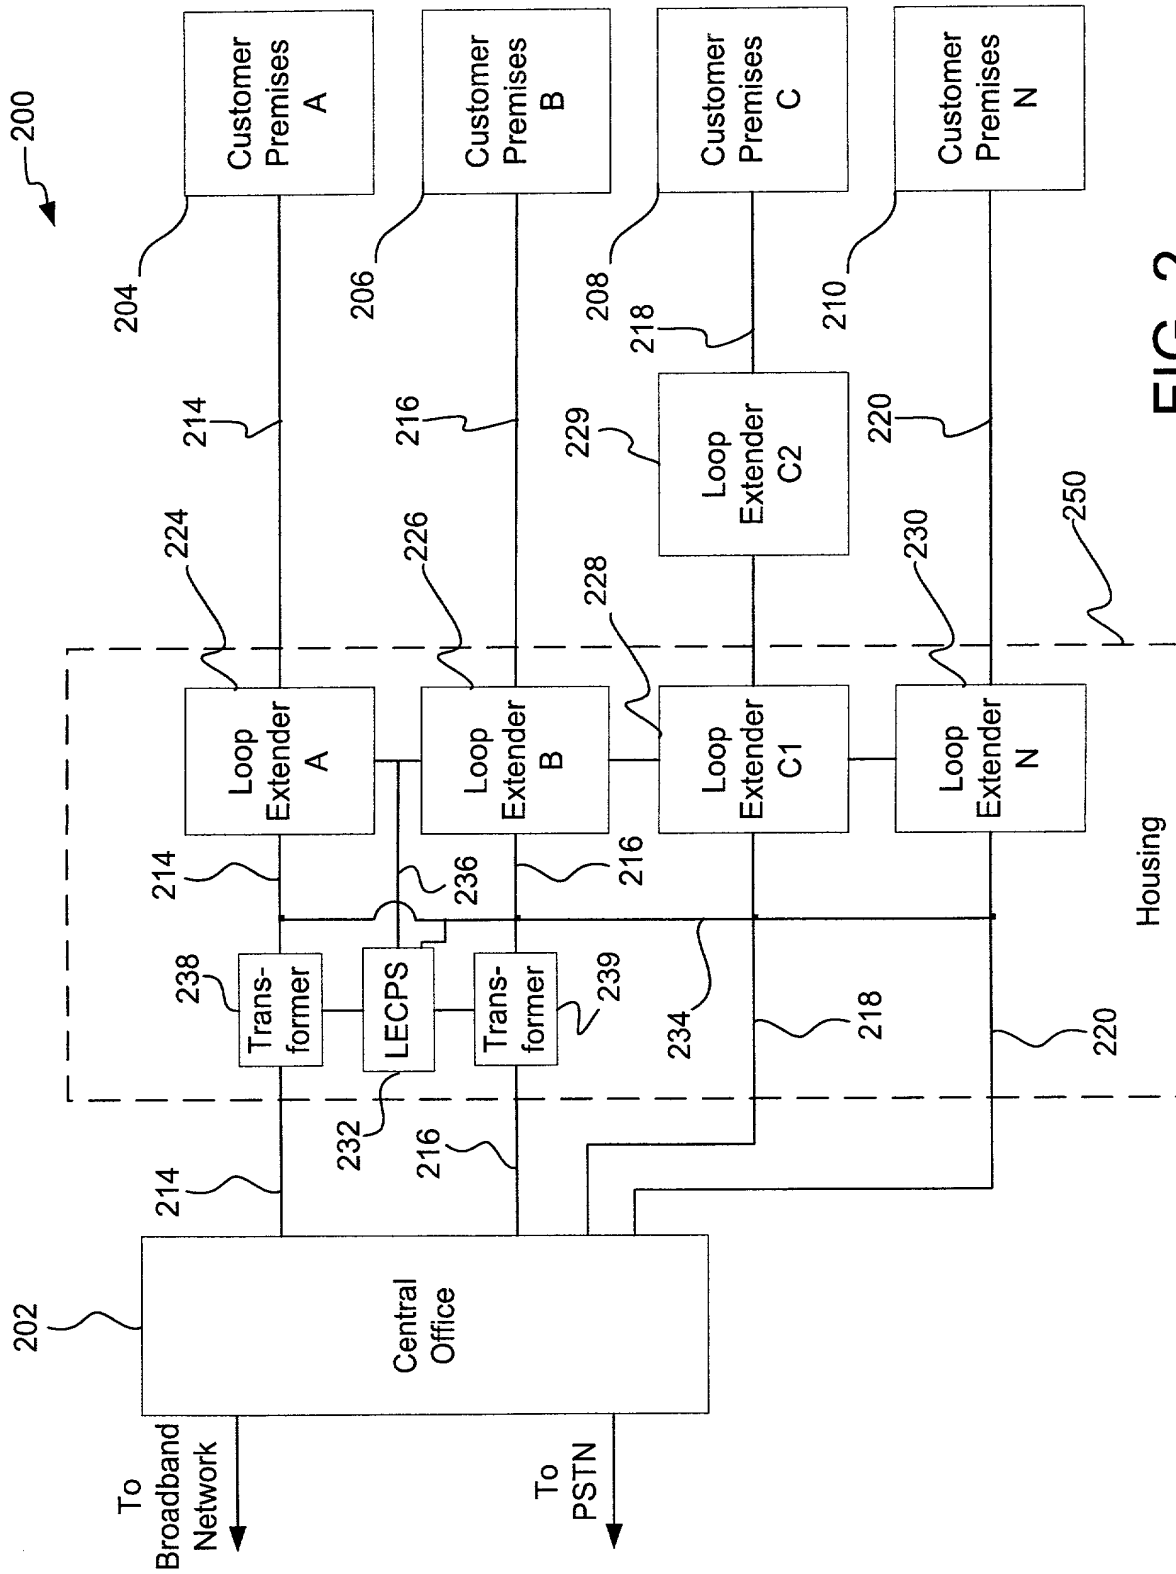 200
Customer
Premises
A
Customer
Premises
B
Customer
Premises
C
Customer
Premises
N
204
206
208
210
214
216
218
220
229
Loop
Extender
C2
224
226
228
230
250
Loop
Extender
A
Loop
Extender
B
Loop
Extender
C1
Loop
Extender
N
214
236
216
Housing
238
Trans-
former
LECPS
Trans-
former
239
234
218
220
232
214
216
202
Central
Office
To
Broadband
Network
To
PSTN